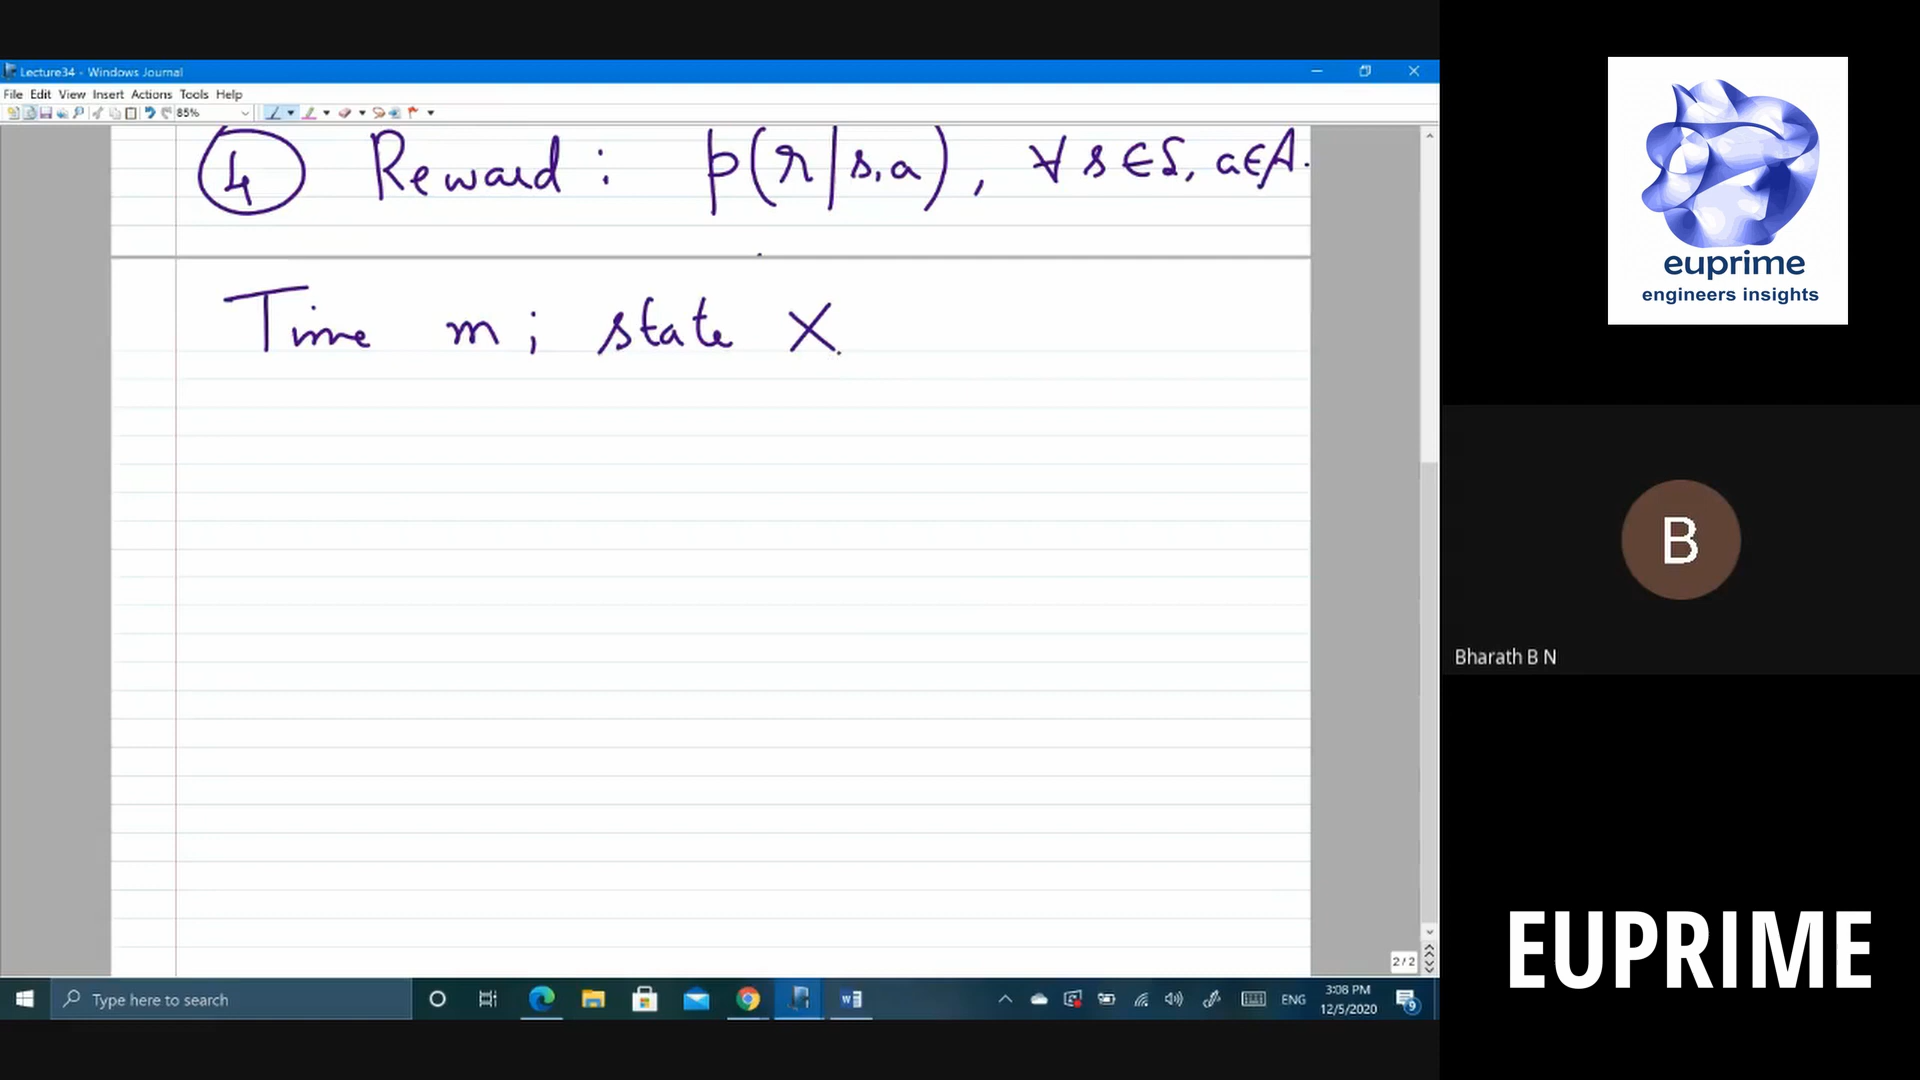 Lecture34 - Windows Journal
File Edit View Insert Actions Tools Help
85%
4 Reward : p(r/s,a), ∀ s∈S, a∈A.
Time m ; state X
2 / 2
Type here to search
ENG
3:08 PM
12/5/2020
9
euprime
engineers insights
B
Bharath B N
EUPRIME